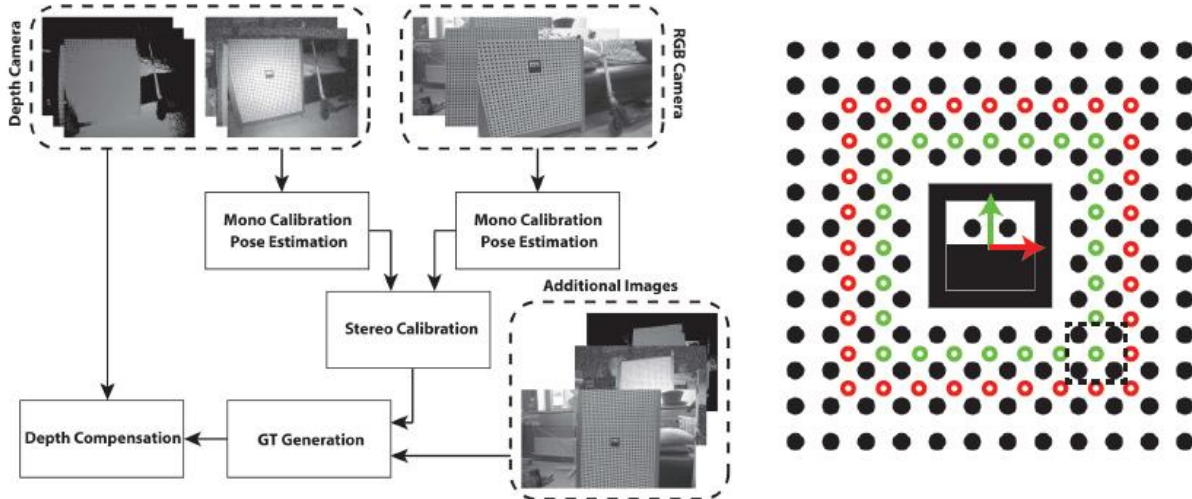 Depth Camera
RGB Camera
Mono Calibration
Pose Estimation
Mono Calibration
Pose Estimation
Additional Images
Stereo Calibration
Depth Compensation
GT Generation